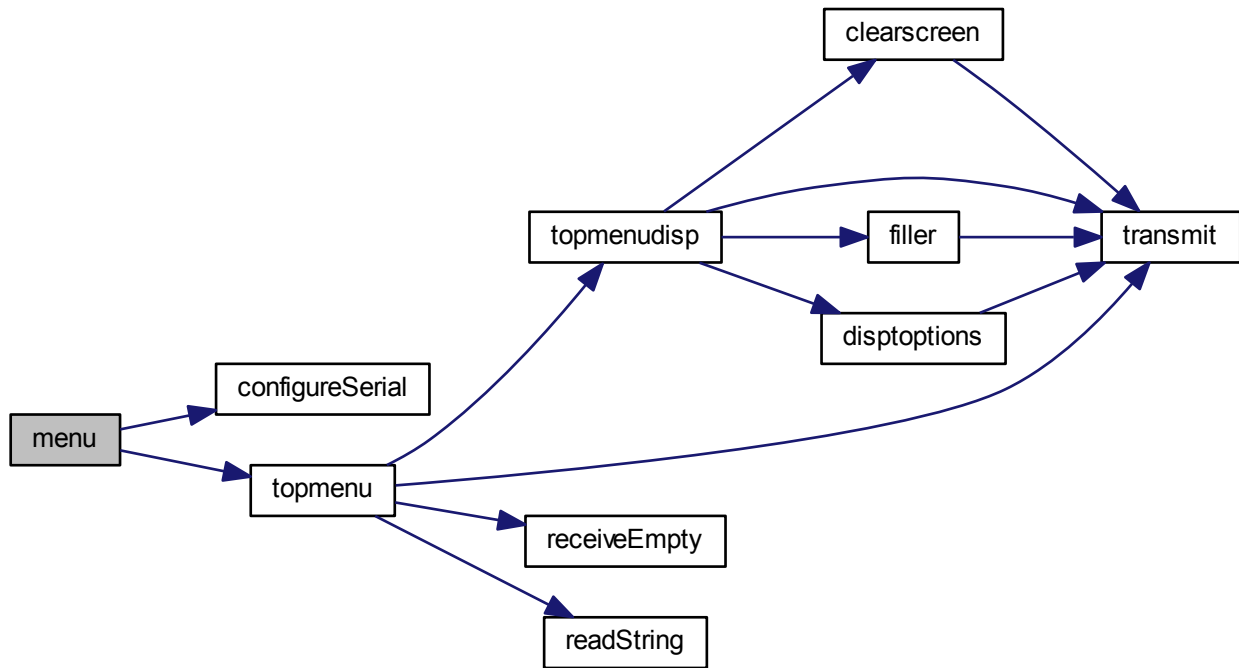 clearscreen
topmenudisp
filler
transmit
disptoptions
configureSerial
menu
topmenu
receiveEmpty
readString